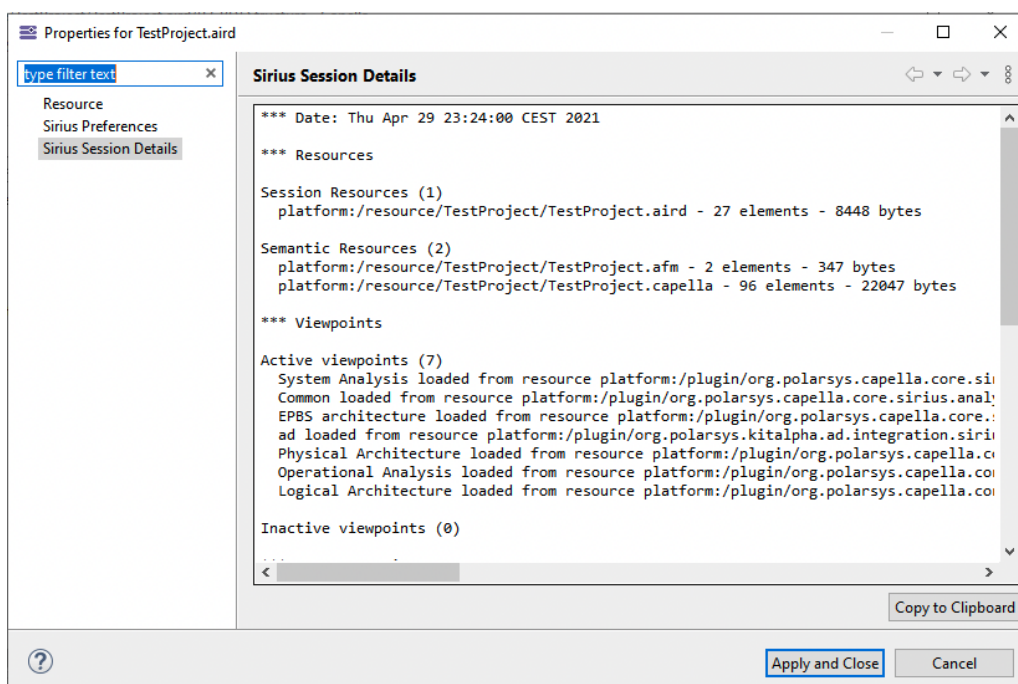 Properties for TestProject.aird
type filter text
Resource
Sirius Preferences
Sirius Session Details
Sirius Session Details
*** Date: Thu Apr 29 23:24:00 CEST 2021
*** Resources
Session Resources (1)
platform:/resource/TestProject/TestProject.aird - 27 elements - 8448 bytes
Semantic Resources (2)
platform:/resource/TestProject/TestProject.afm - 2 elements - 347 bytes
platform:/resource/TestProject/TestProject.capella - 96 elements - 22047 bytes
*** Viewpoints
Active viewpoints (7)
System Analysis loaded from resource platform:/plugin/org.polarsys.capella.core.si
Common loaded from resource platform:/plugin/org.polarsys.capella.core.sirius.analy
EPBS architecture loaded from resource platform:/plugin/org.polarsys.capella.core.
ad loaded from resource platform:/plugin/org.polarsys.kitalpha.ad.integration.siri
Physical Architecture loaded from resource platform:/plugin/org.polarsys.capella.c
Operational Analysis loaded from resource platform:/plugin/org.polarsys.capella.co
Logical Architecture loaded from resource platform:/plugin/org.polarsys.capella.co
Inactive viewpoints (0)
Copy to Clipboard
Apply and Close
Cancel